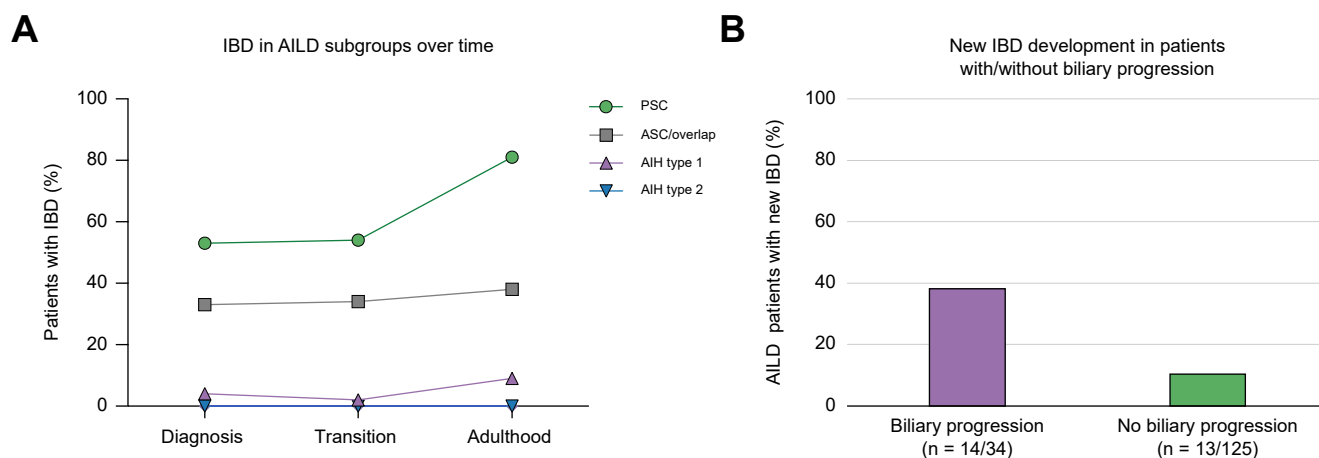 A
IBD in AILD subgroups over time
Patients with IBD (%)
100
80
60
40
20
0
Diagnosis
Transition
Adulthood
PSC
ASC/overlap
AIH type 1
AIH type 2
B
New IBD development in patients
with/without biliary progression
AILD patients with new IBD (%)
100
80
60
40
20
0
Biliary progression
(n = 14/34)
No biliary progression
(n = 13/125)